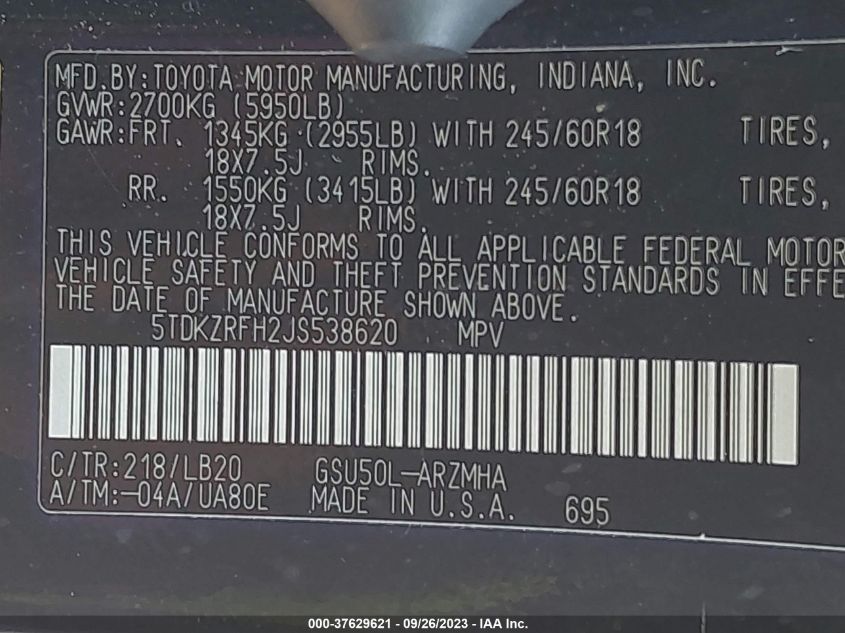 MFD.BY:TOYOTA MOTOR MANUFACTURING, INDIANA, INC.
GVWR:2700KG (5950LB)
GAWR:FRT. 1345KG (2955LB) WITH 245/60R18 TIRES,
18X7.5J RIMS.
RR. 1550KG (3415LB) WITH 245/60R18 TIRES,
18X7.5J RIMS.
THIS VEHICLE CONFORMS TO ALL APPLICABLE FEDERAL MOTOR
VEHICLE SAFETY AND THEFT PREVENTION STANDARDS IN EFFE
THE DATE OF MANUFACTURE SHOWN ABOVE.
5TDKZRFH2JS538620 MPV
C/TR:218/LB20 GSU50L-ARZMHA
A/TM:-04A/UA80E MADE IN U.S.A. 695
000-37629621 - 09/26/2023 - IAA Inc.